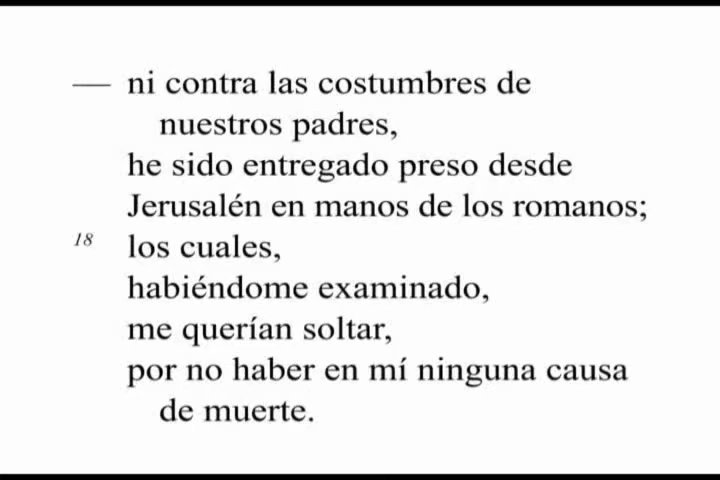 — ni contra las costumbres de
nuestros padres,
he sido entregado preso desde
Jerusalén en manos de los romanos;
18 los cuales,
habiéndome examinado,
me querían soltar,
por no haber en mí ninguna causa
de muerte.